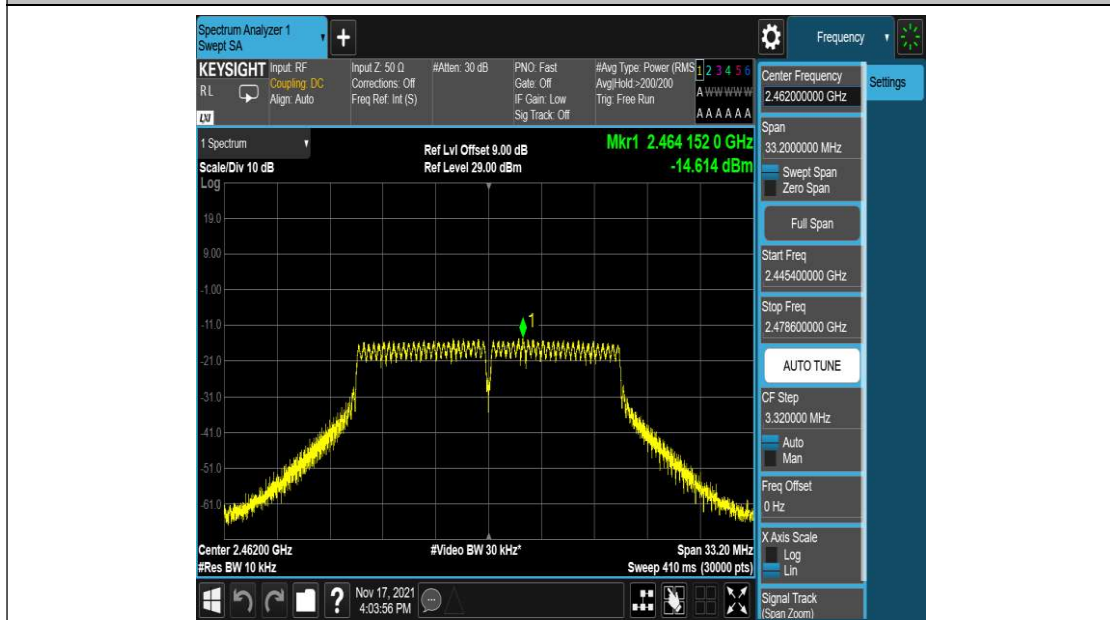 Spectrum Analyzer 1
Swept SA
+
Frequency
KEYSIGHT
RL
LXI
Input: RF
Coupling: DC
Align: Auto
Input Z: 50 Ω
Corrections: Off
Freq Ref: Int (S)
#Atten: 30 dB
PNO: Fast
Gate: Off
IF Gain: Low
Sig Track: Off
#Avg Type: Power (RMS
Avg|Hold:>200/200
Trig: Free Run
1 2 3 4 5 6
A W W W W W
A A A A A A
1 Spectrum
Scale/Div 10 dB
Log
Ref Lvl Offset 9.00 dB
Ref Level 29.00 dBm
Mkr1 2.464 152 0 GHz
-14.614 dBm
19.0
9.00
-1.00
-11.0
-21.0
-31.0
-41.0
-51.0
-61.0
1
Center 2.46200 GHz
#Res BW 10 kHz
#Video BW 30 kHz*
Span 33.20 MHz
Sweep 410 ms (30000 pts)
Center Frequency
2.462000000 GHz
Settings
Span
33.2000000 MHz
Swept Span
Zero Span
Full Span
Start Freq
2.445400000 GHz
Stop Freq
2.478600000 GHz
AUTO TUNE
CF Step
3.320000 MHz
Auto
Man
Freq Offset
0 Hz
X Axis Scale
Log
Lin
Signal Track
(Span Zoom)
?
Nov 17, 2021
4:03:56 PM